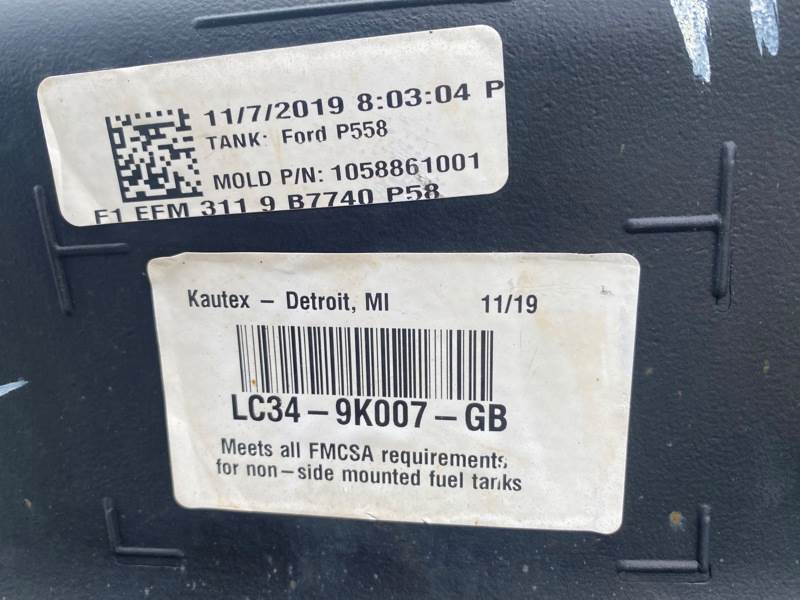 11/7/2019 8:03:04 P
TANK: Ford P558
MOLD P/N: 1058861001
F1 EFM 311 9 B7740 P58
Kautex – Detroit, MI 11/19
LC34–9K007–GB
Meets all FMCSA requirements
for non–side mounted fuel tanks